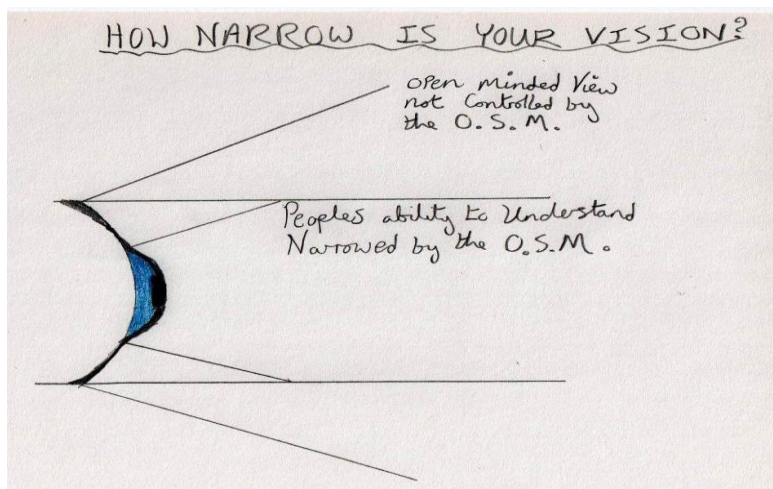 HOW NARROW IS YOUR VISION?
Open Minded View
not Controlled by
the O.S.M.
Peoples ability to Understand
Narrowed by the O.S.M.